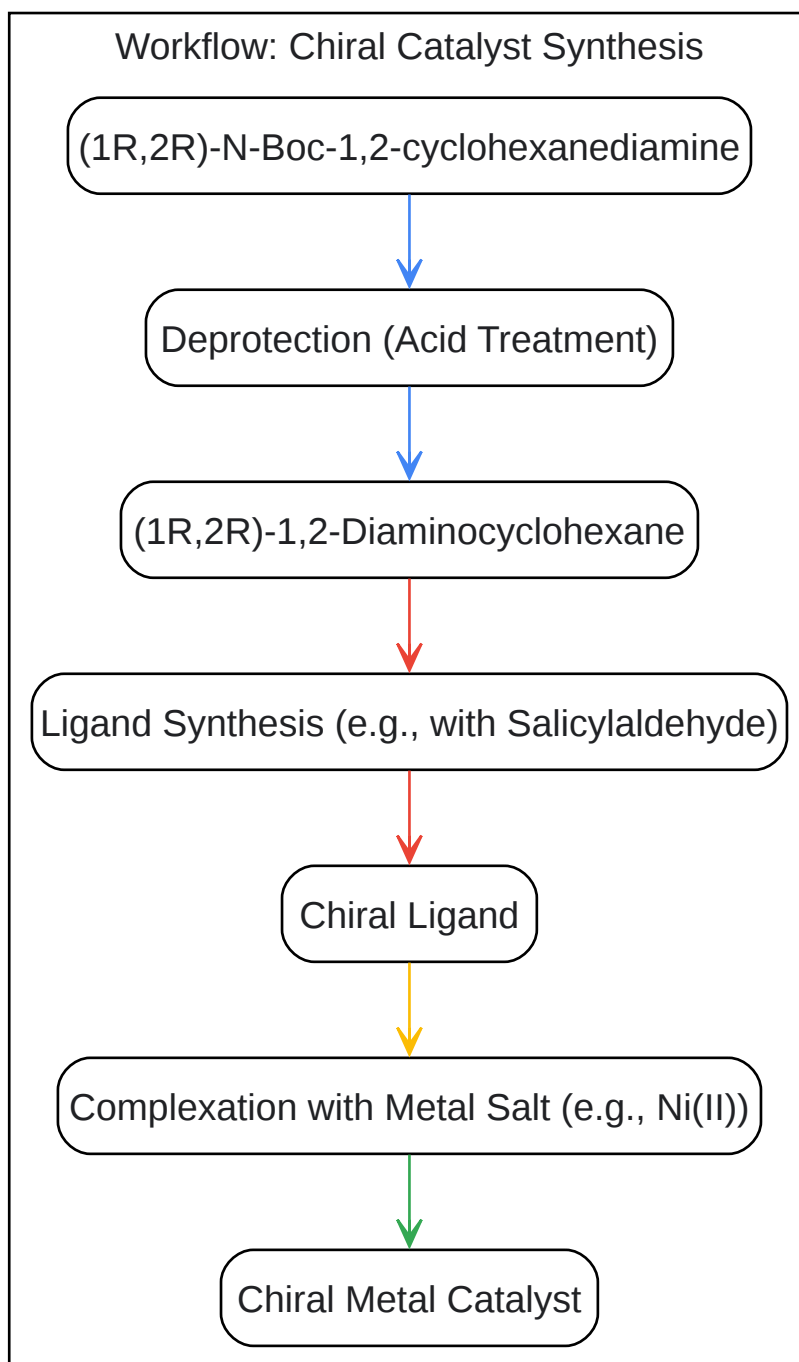 Workflow: Chiral Catalyst Synthesis
(1R,2R)-N-Boc-1,2-cyclohexanediamine
Deprotection (Acid Treatment)
(1R,2R)-1,2-Diaminocyclohexane
Ligand Synthesis (e.g., with Salicylaldehyde)
Chiral Ligand
Complexation with Metal Salt (e.g., Ni(II))
Chiral Metal Catalyst